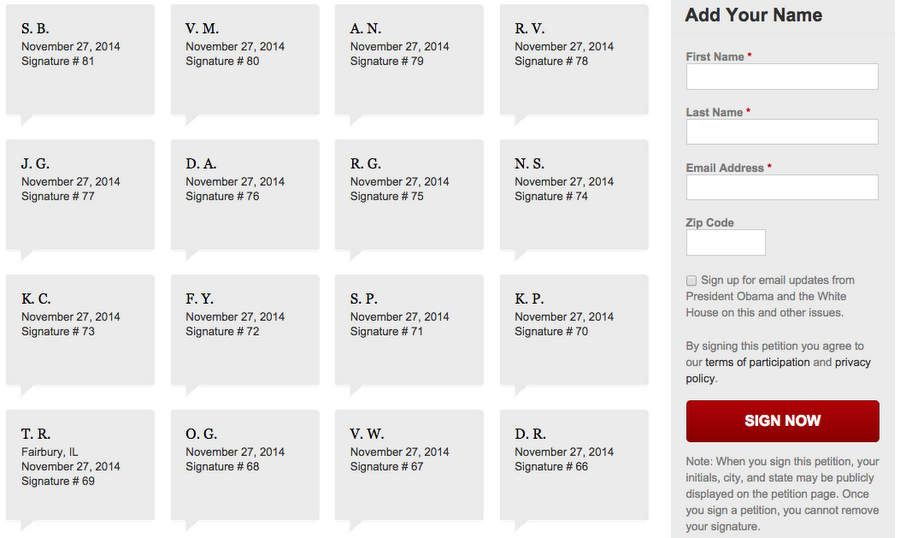 S. B.
November 27, 2014
Signature # 81
V. M.
November 27, 2014
Signature # 80
A. N.
November 27, 2014
Signature # 79
R. V.
November 27, 2014
Signature # 78
J. G.
November 27, 2014
Signature # 77
D. A.
November 27, 2014
Signature # 76
R. G.
November 27, 2014
Signature # 75
N. S.
November 27, 2014
Signature # 74
K. C.
November 27, 2014
Signature # 73
F. Y.
November 27, 2014
Signature # 72
S. P.
November 27, 2014
Signature # 71
K. P.
November 27, 2014
Signature # 70
T. R.
Fairbury, IL
November 27, 2014
Signature # 69
O. G.
November 27, 2014
Signature # 68
V. W.
November 27, 2014
Signature # 67
D. R.
November 27, 2014
Signature # 66
Add Your Name
First Name *
Last Name *
Email Address *
Zip Code
Sign up for email updates from
President Obama and the White
House on this and other issues.
By signing this petition you agree to
our terms of participation and privacy
policy.
SIGN NOW
Note: When you sign this petition, your
initials, city, and state may be publicly
displayed on the petition page. Once
you sign a petition, you cannot remove
your signature.